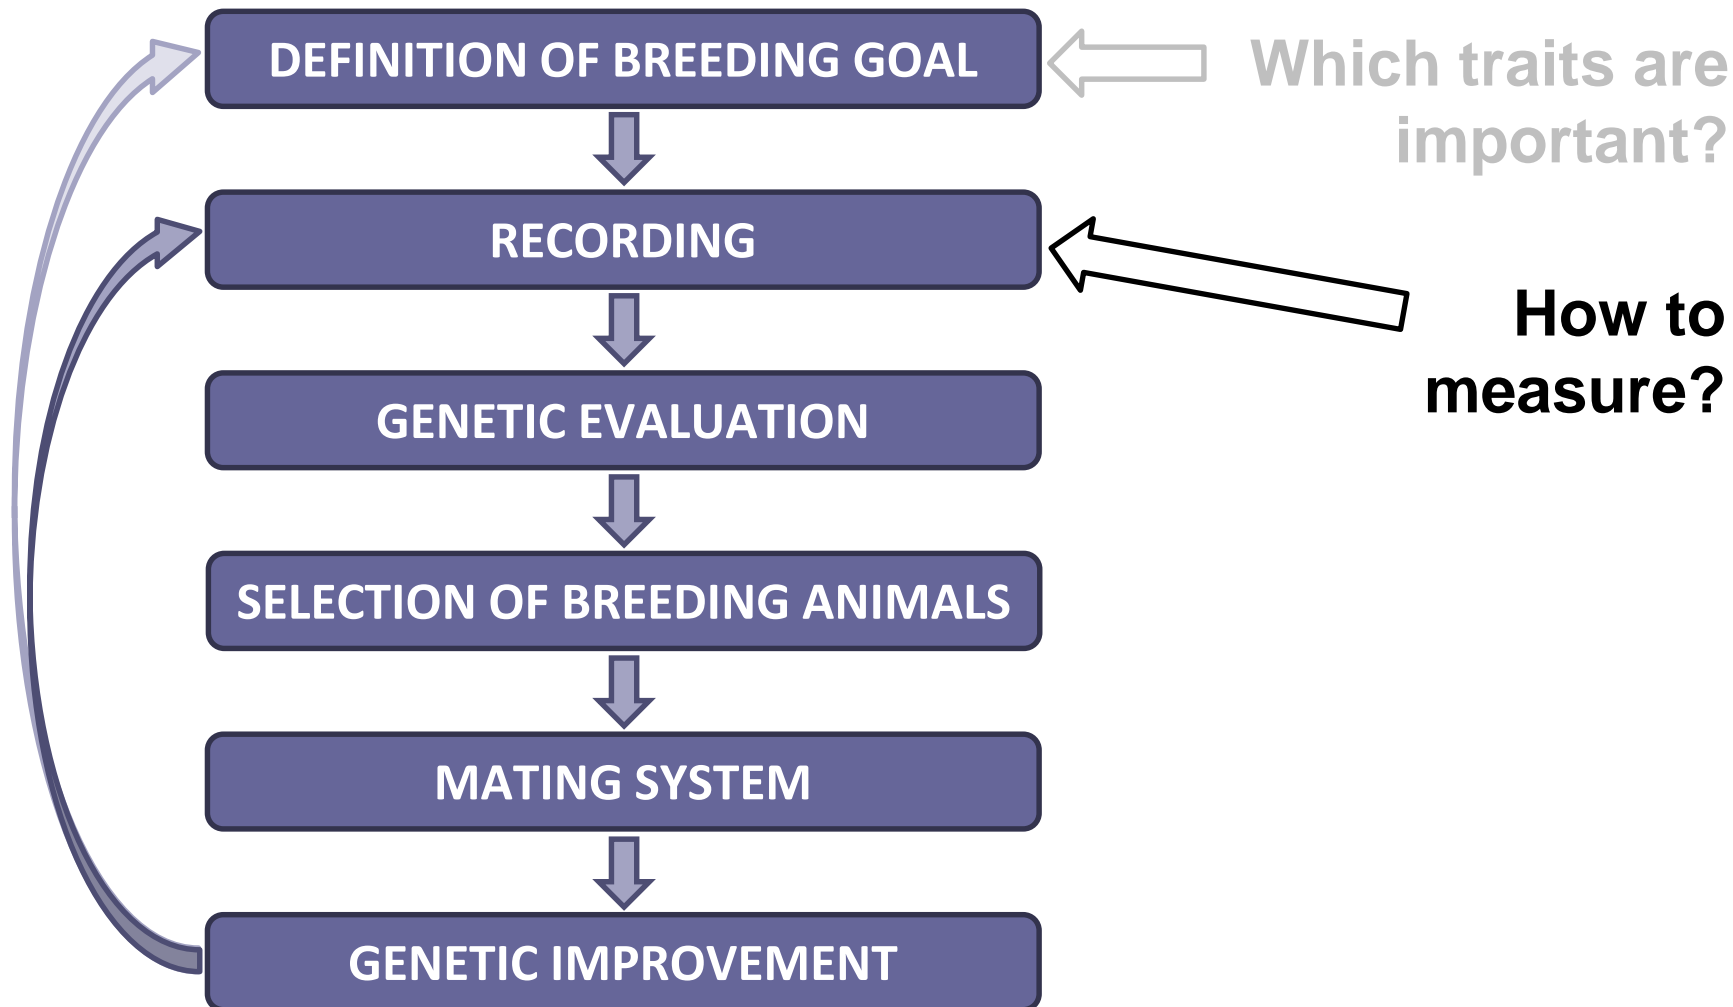 DEFINITION OF BREEDING GOAL
Which traits are
important?
RECORDING
How to
measure?
GENETIC EVALUATION
SELECTION OF BREEDING ANIMALS
MATING SYSTEM
GENETIC IMPROVEMENT